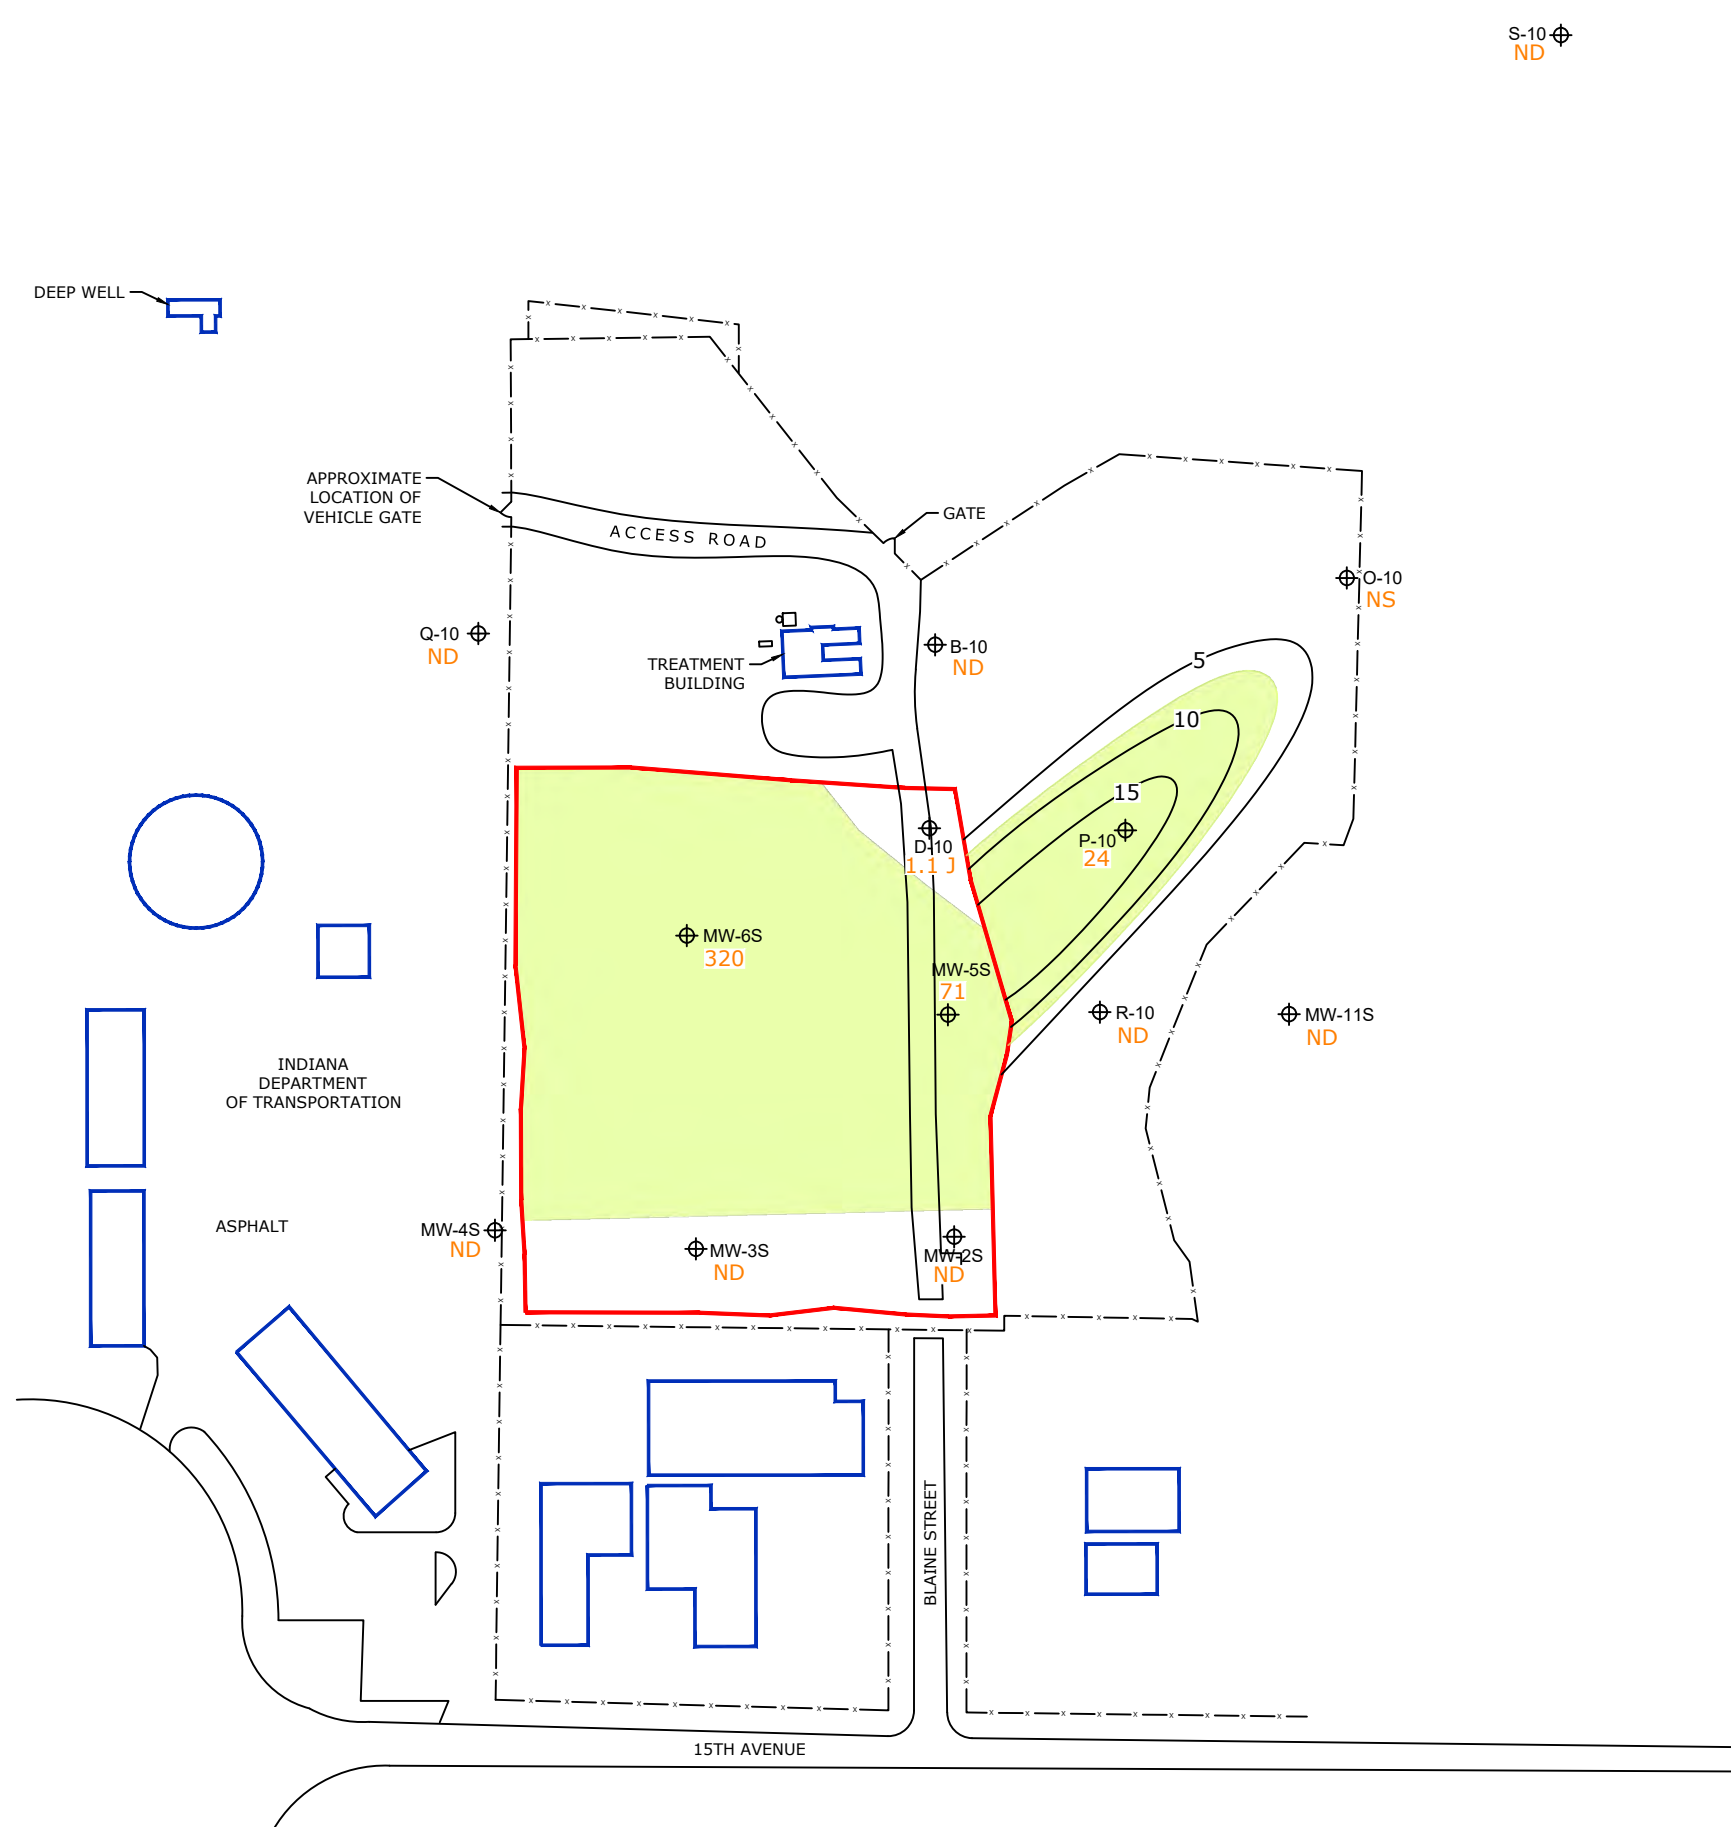 S-10
ND
DEEP WELL
APPROXIMATE
LOCATION OF
VEHICLE GATE
ACCESS ROAD
GATE
O-10
NS
Q-10
ND
B-10
ND
TREATMENT
BUILDING
5
10
15
P-10
24
D-10
1.1 J
MW-6S
320
MW-5S
71
R-10
ND
MW-11S
ND
INDIANA
DEPARTMENT
OF TRANSPORTATION
ASPHALT
MW-4S
ND
MW-3S
ND
MW-2S
ND
BLAINE STREET
15TH AVENUE